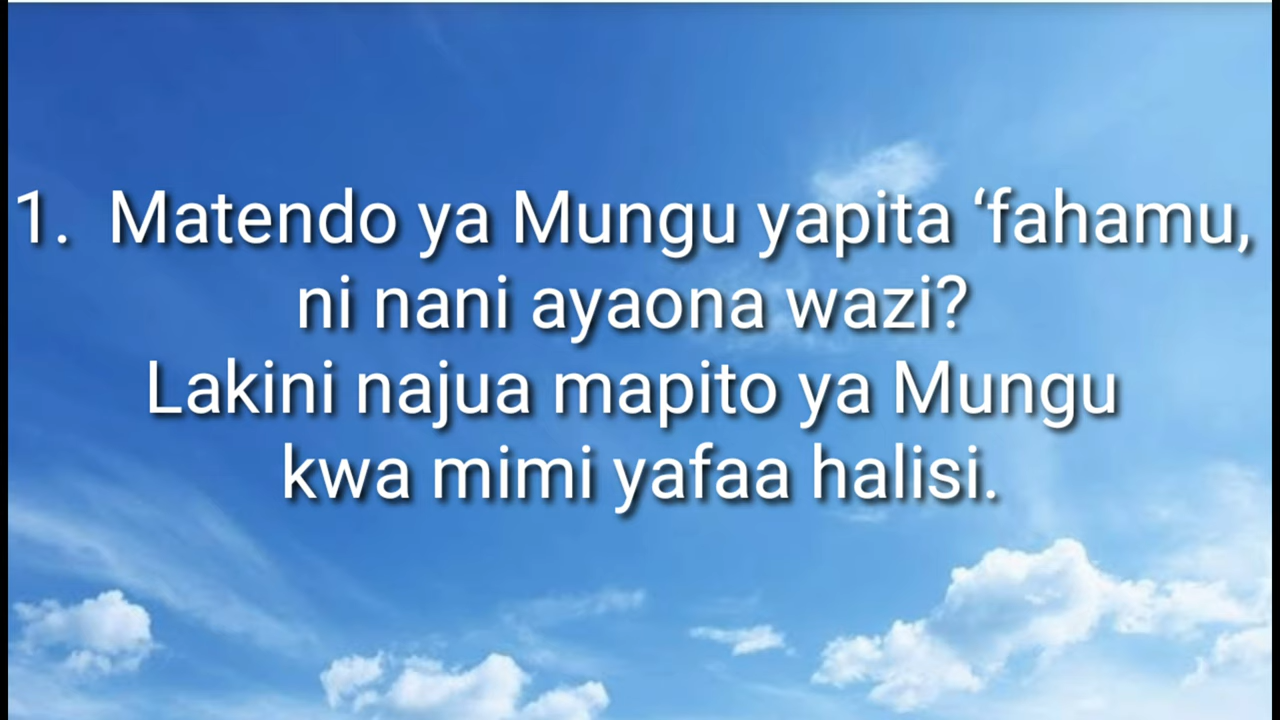 1. Matendo ya Mungu yapita ‘fahamu,
ni nani ayaona wazi?
Lakini najua mapito ya Mungu
kwa mimi yafaa halisi.